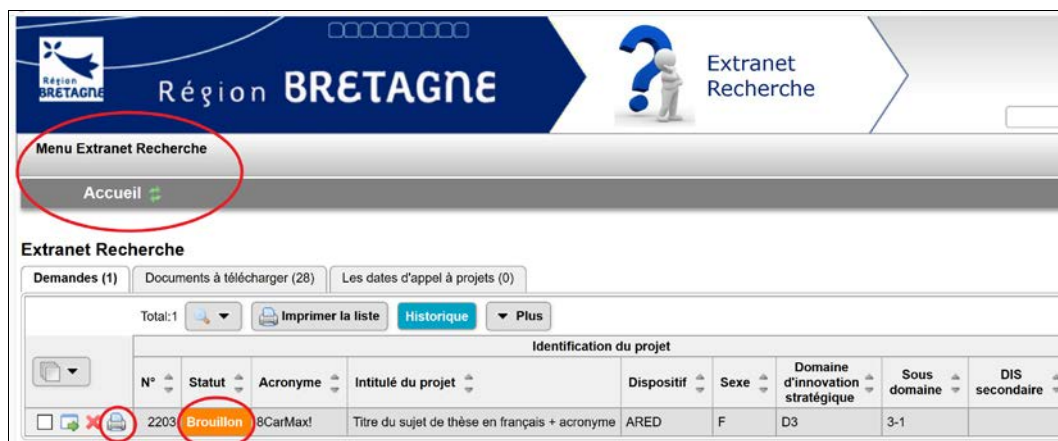 Région
BRETAGNE
Région BRETAGNE
Extranet
Recherche
Menu Extranet Recherche
Accueil
Extranet Recherche
Demandes (1) Documents à télécharger (28) Les dates d'appel à projets (0)
Total:1 Imprimer la liste Historique Plus
Identification du projet
N° Statut Acronyme Intitulé du projet Dispositif Sexe Domaine d'innovation stratégique Sous domaine DIS secondaire
2203 Brouillon 8CarMax! Titre du sujet de thèse en français + acronyme ARED F D3 3-1